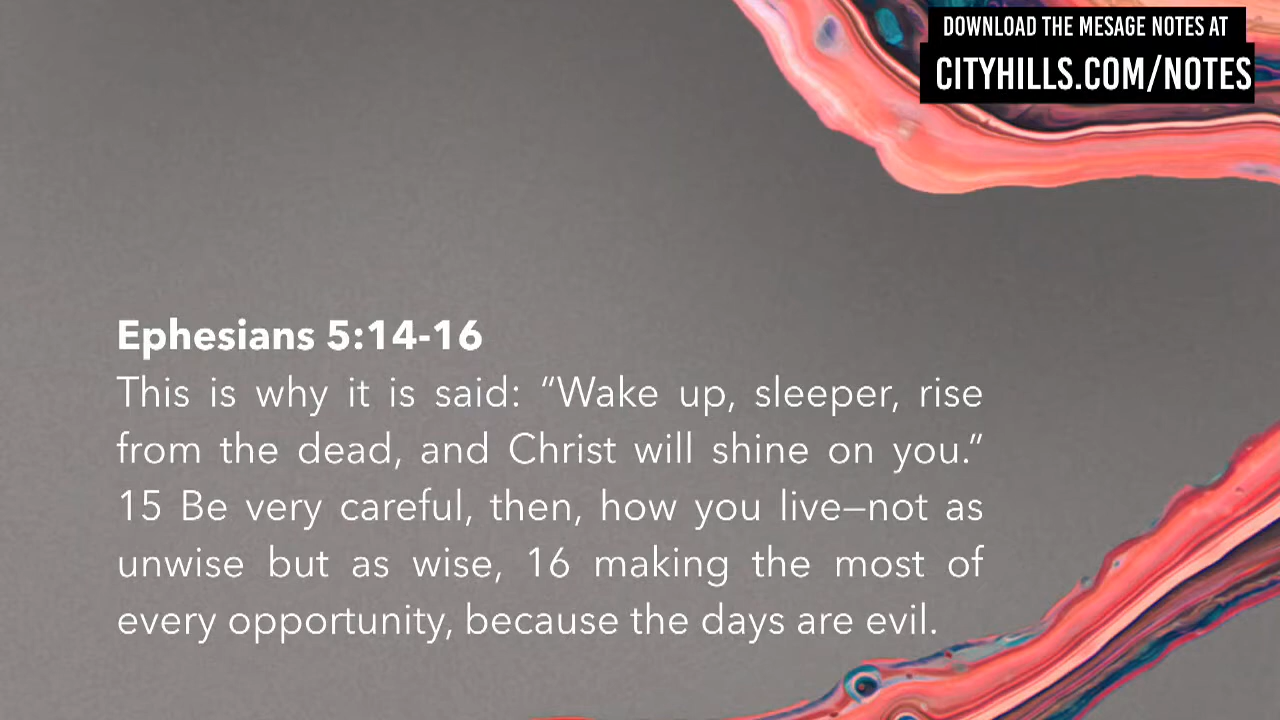 DOWNLOAD THE MESAGE NOTES AT
CITYHILLS.COM/NOTES
Ephesians 5:14-16
This is why it is said: “Wake up, sleeper, rise
from the dead, and Christ will shine on you.”
15 Be very careful, then, how you live—not as
unwise but as wise, 16 making the most of
every opportunity, because the days are evil.